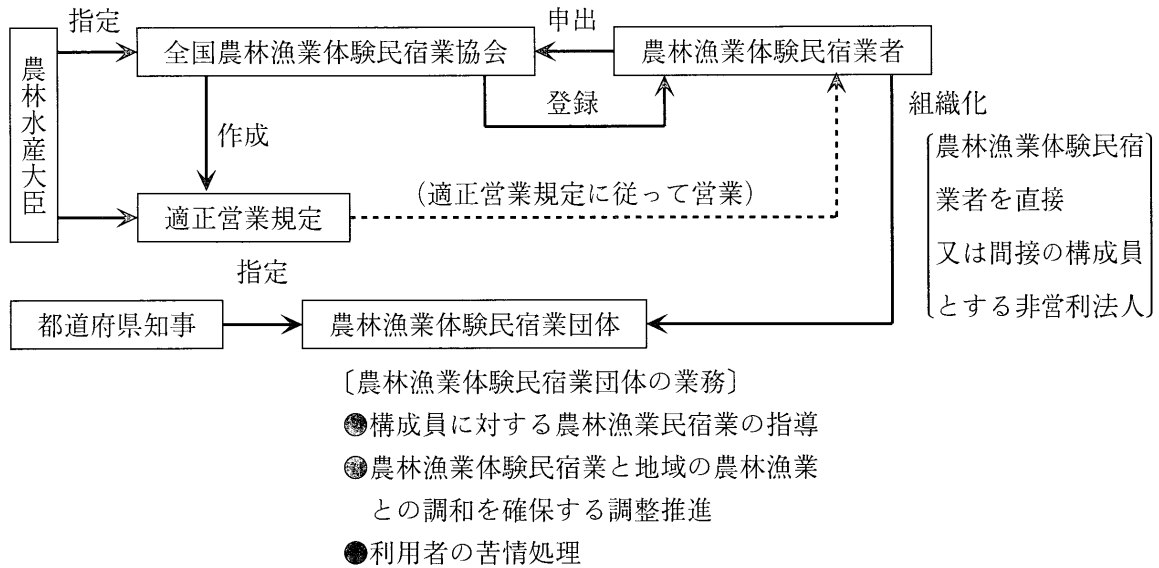 指定
申出
農林水産大臣
全国農林漁業体験民宿業協会
農林漁業体験民宿業者
登録
組織化
作成
農林漁業体験民宿
業者を直接
又は間接の構成員
とする非営利法人
適正営業規定
（適正営業規定に従って営業）
指定
都道府県知事
農林漁業体験民宿業団体
〔農林漁業体験民宿業団体の業務〕
●構成員に対する農林漁業民宿業の指導
●農林漁業体験民宿業と地域の農林漁業
との調和を確保する調整推進
●利用者の苦情処理